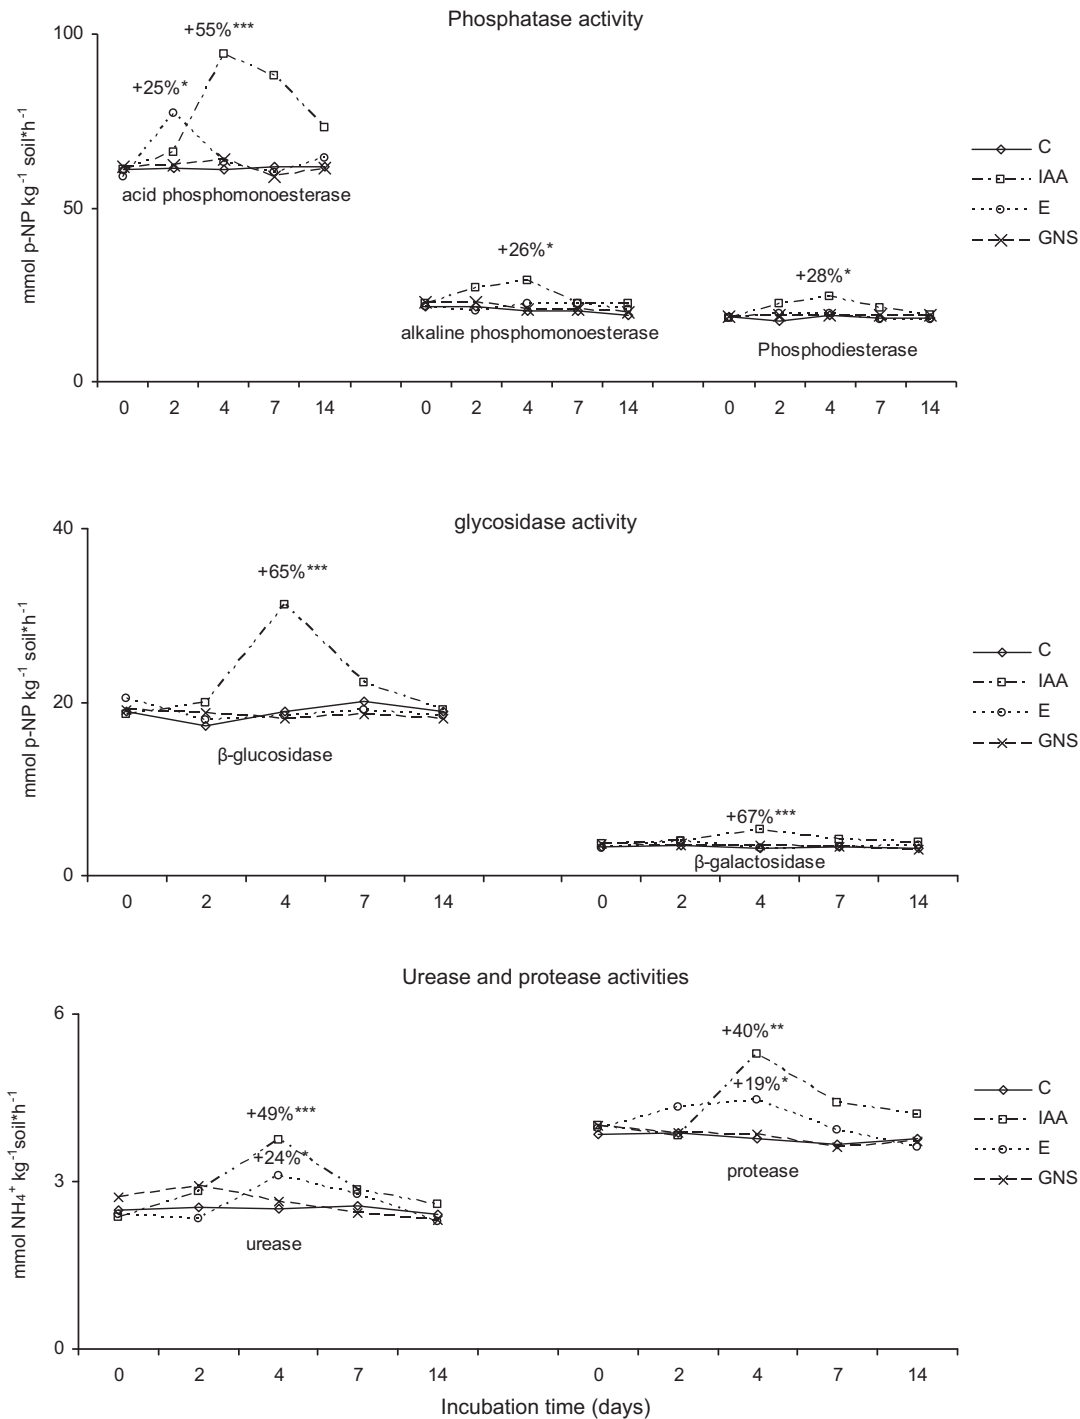 Phosphatase activity
100
50
0
mmol p-NP kg⁻¹ soil*h⁻¹
+55%***
+25%*
acid phosphomonoesterase
+26%*
alkaline phosphomonoesterase
+28%*
Phosphodiesterase
0 2 4 7 14 0 2 4 7 14 0 2 4 7 14
C
IAA
E
GNS
glycosidase activity
40
20
0
mmol p-NP kg⁻¹ soil*h⁻¹
+65%***
β-glucosidase
+67%***
β-galactosidase
0 2 4 7 14 0 2 4 7 14
C
IAA
E
GNS
Urease and protease activities
6
3
0
mmol NH₄⁺ kg⁻¹soil*h⁻¹
+49%***
+24%*
urease
+40%**
+19%*
protease
0 2 4 7 14 0 2 4 7 14
Incubation time (days)
C
IAA
E
GNS